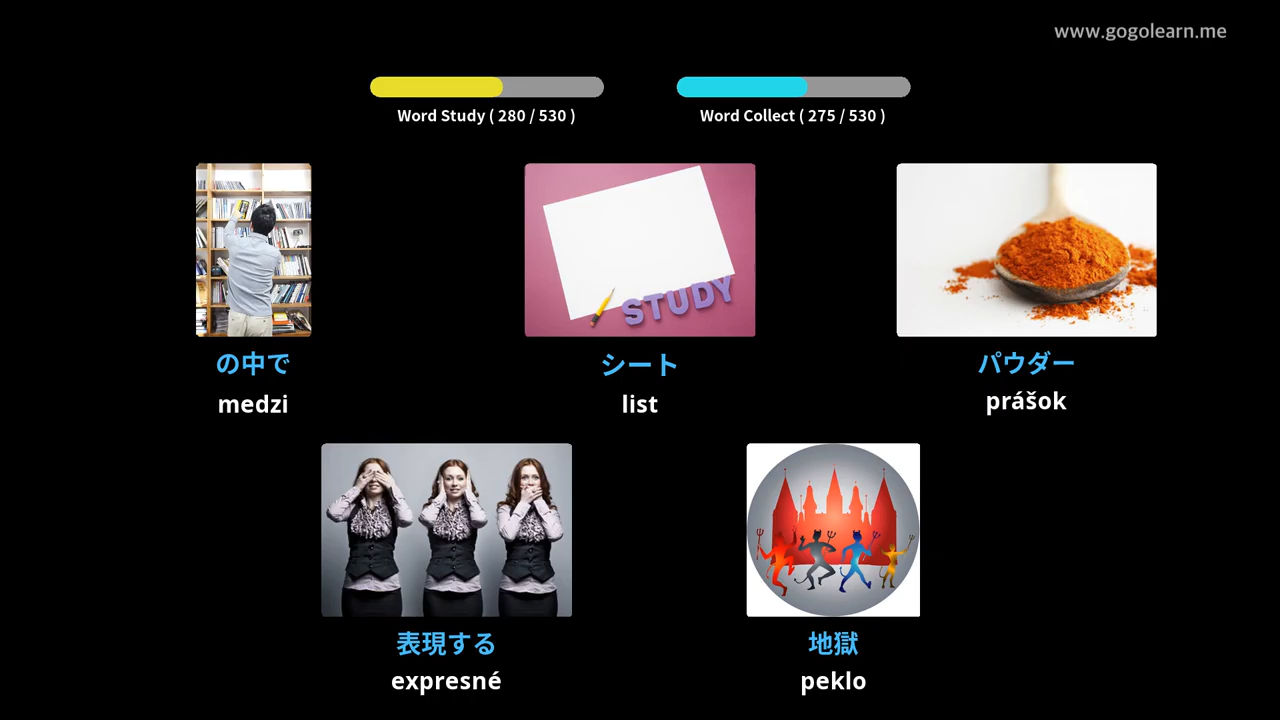 www.gogolearn.me
Word Study ( 280 / 530 )
Word Collect ( 275 / 530 )
STUDY
の中で
medzi
シート
list
パウダー
prášok
表現する
expresné
地獄
peklo